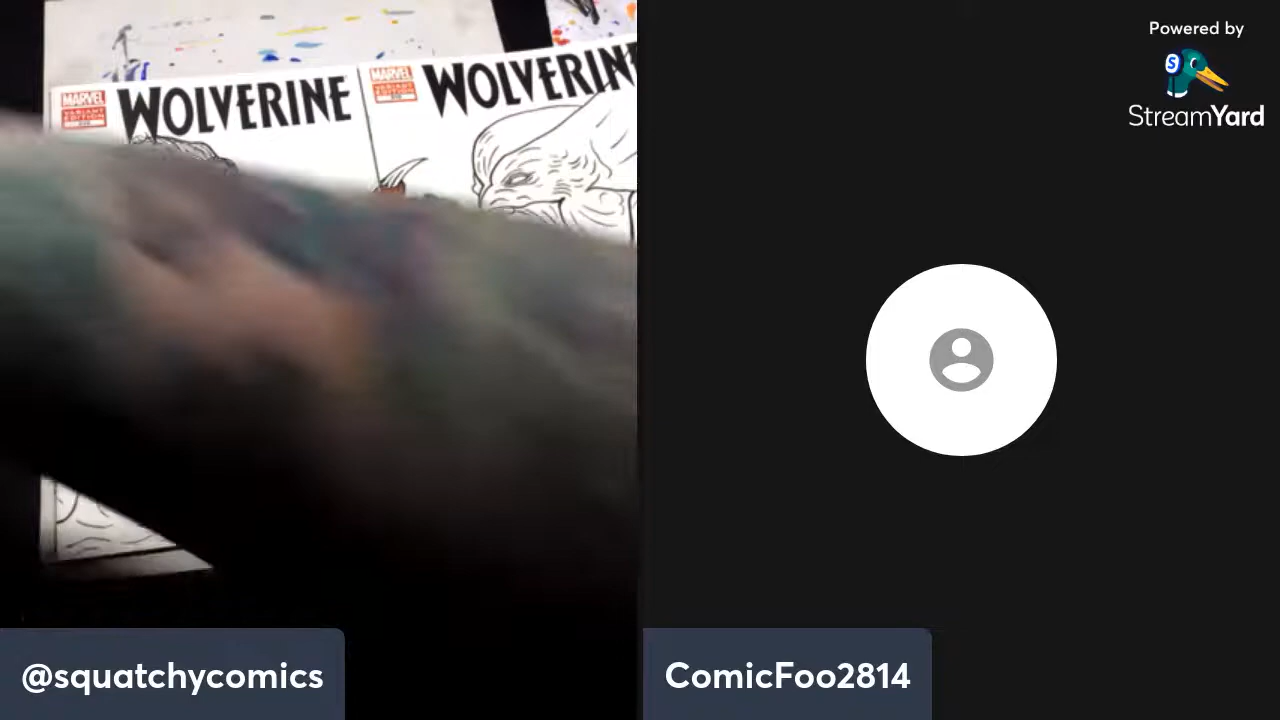 Powered by
StreamYard
MARVEL
VARIANT
EDITION
WOLVERINE
MARVEL
VARIANT
EDITION
WOLVERINE
@squatchycomics
ComicFoo2814